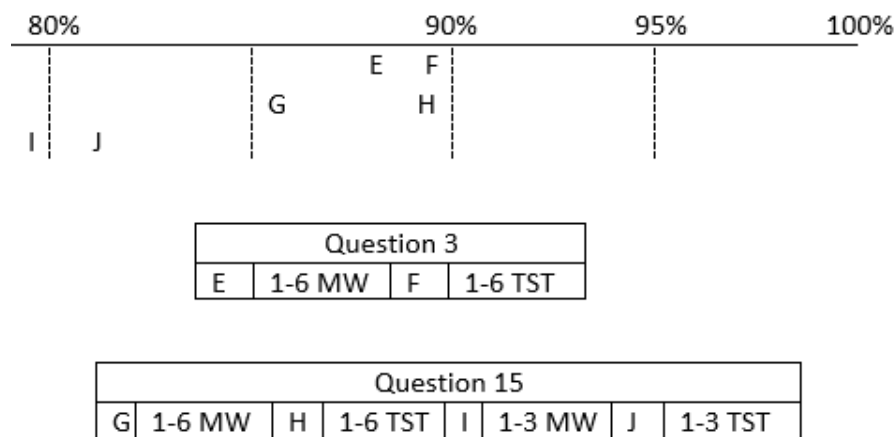 80% 90% 95% 100%
E F
G H
I J
Question 3
E 1-6 MW F 1-6 TST
Question 15
G 1-6 MW H 1-6 TST I 1-3 MW J 1-3 TST